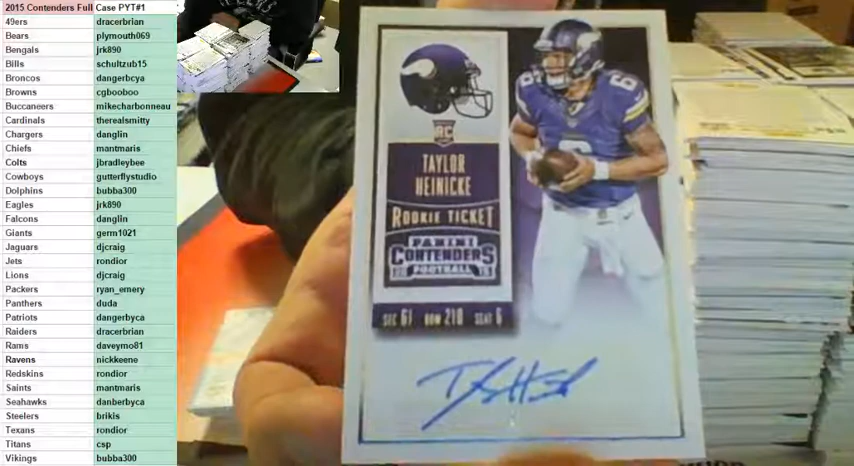 2015 Contenders Full Case PYT#1
49ers dracerbrian
Bears plymouth069
Bengals jrk890
Bills schultzub15
Broncos dangerbcya
Browns cgbooboo
Buccaneers mikecharbonneau
Cardinals therealsmitty
Chargers danglin
Chiefs mantmaris
Colts jbradleybee
Cowboys gutterflystudio
Dolphins bubba300
Eagles jrk890
Falcons danglin
Giants germ1021
Jaguars djcraig
Jets rondior
Lions djcraig
Packers ryan_emery
Panthers duda
Patriots dangerbyca
Raiders dracerbrian
Rams daveymo81
Ravens nickkeene
Redskins rondior
Saints mantmaris
Seahawks danberbyca
Steelers brikis
Texans rondior
Titans csp
Vikings bubba300
RC
TAYLOR
HEINICKE
ROOKIE TICKET
PANINI
CONTENDERS
20 FOOTBALL 15
SEC 61 ROW 210 SEAT 6
6